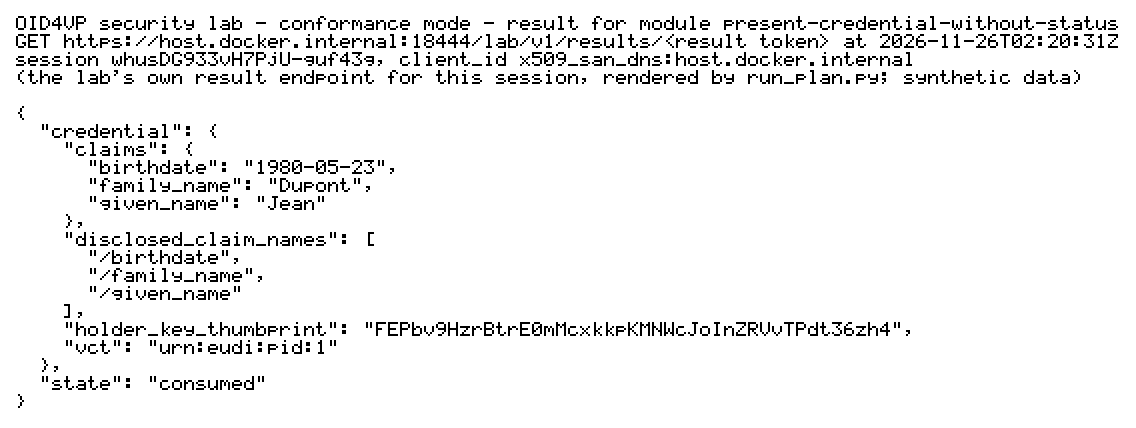 OID4VP security lab - conformance mode - result for module present-credential-without-status
GET https://host.docker.internal:18444/lab/v1/results/<result token> at 2026-11-26T02:20:31Z
session whusDG933vH7PjU-guf43g, client_id x509_san_dns:host.docker.internal
(the lab's own result endpoint for this session, rendered by run_plan.py; synthetic data)

{
  "credential": {
    "claims": {
      "birthdate": "1980-05-23",
      "family_name": "Dupont",
      "given_name": "Jean"
    },
    "disclosed_claim_names": [
      "/birthdate",
      "/family_name",
      "/given_name"
    ],
    "holder_key_thumbprint": "FEPbv9HzrBtrE0mMcxkkpKMNWcJoInZRVvTPdt36zh4",
    "vct": "urn:eudi:pid:1"
  },
  "state": "consumed"
}